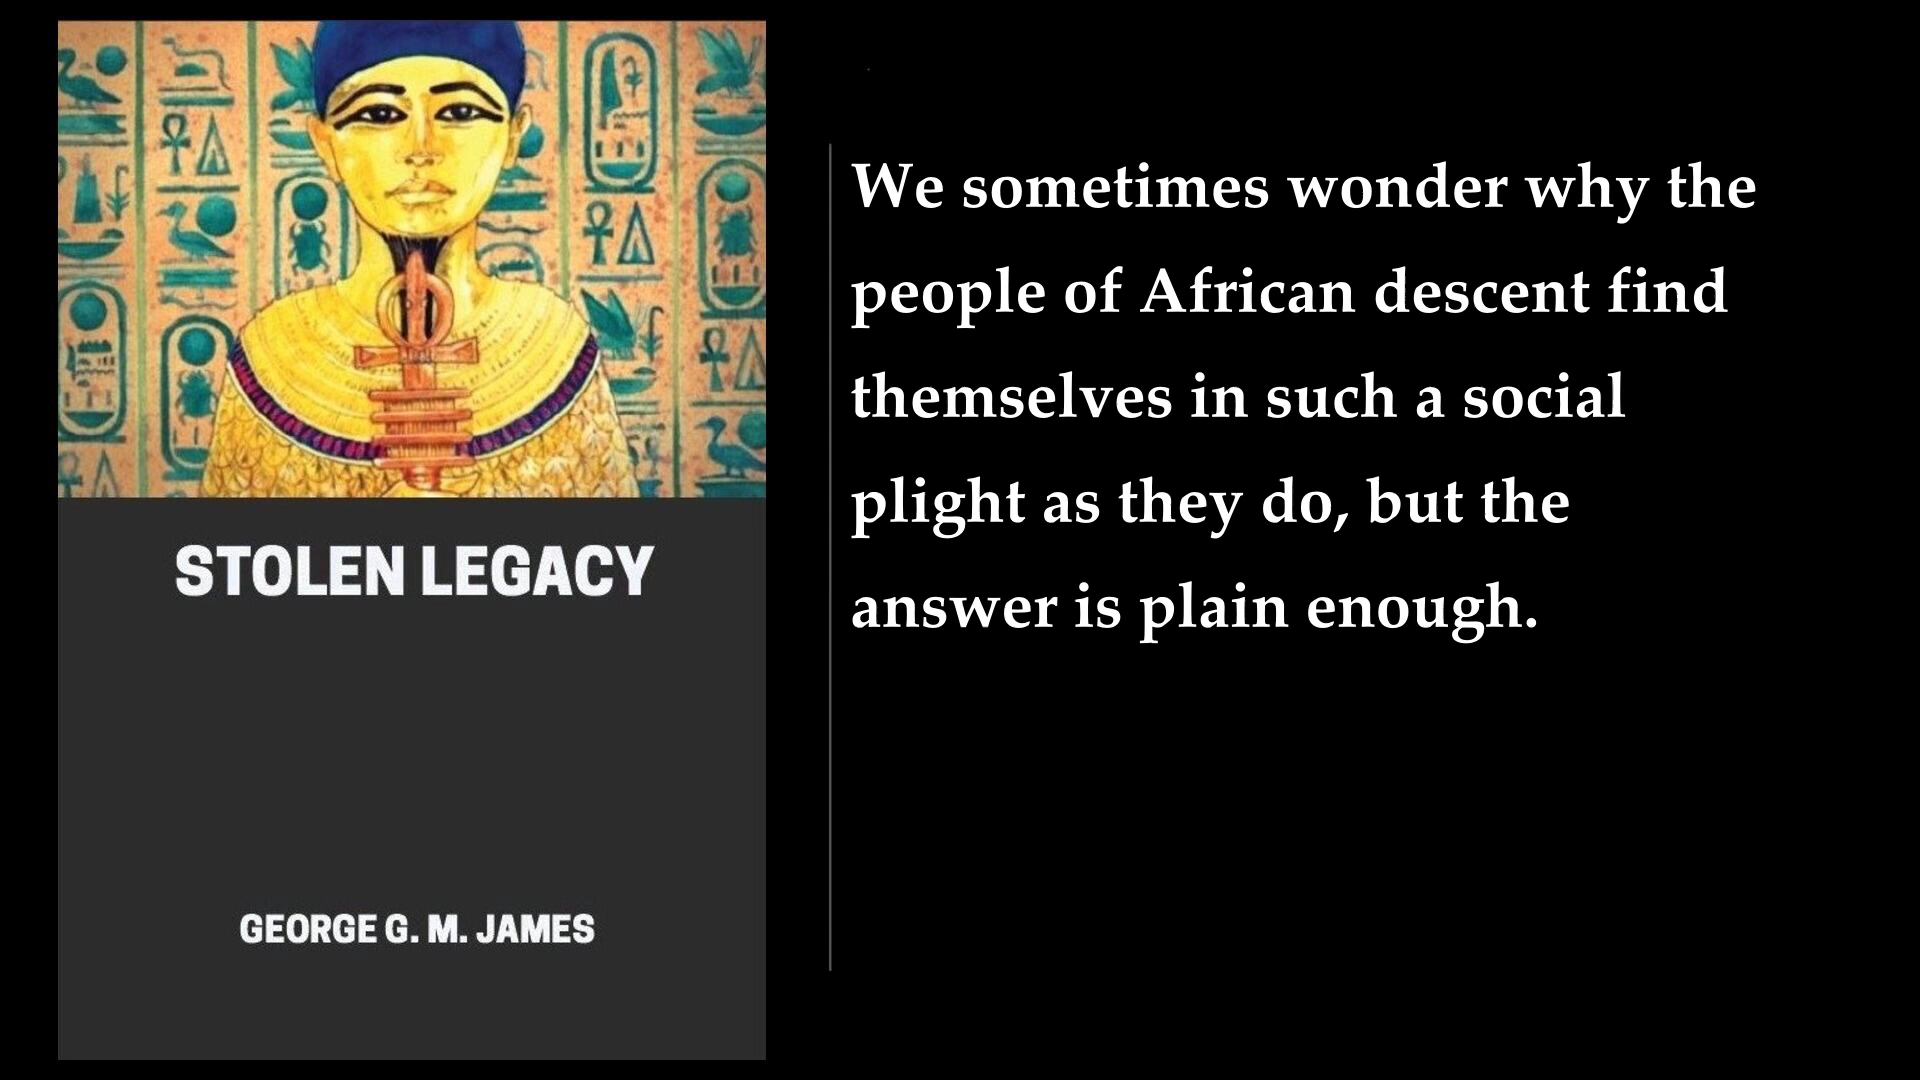 STOLEN LEGACY
GEORGE G. M. JAMES
We sometimes wonder why the
people of African descent find
themselves in such a social
plight as they do, but the
answer is plain enough.